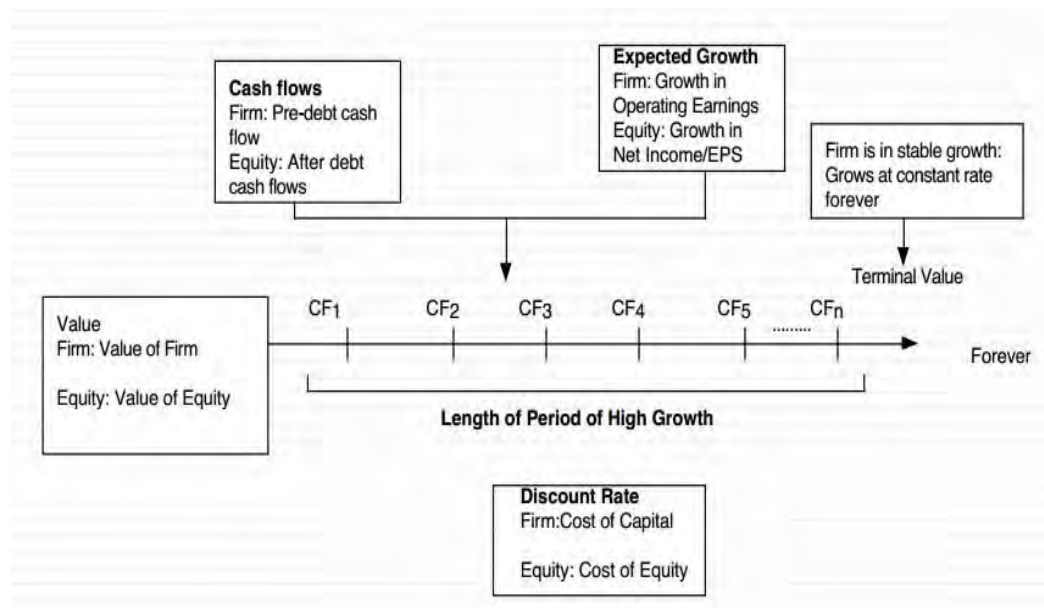 Cash flows
Firm: Pre-debt cash
flow
Equity: After debt
cash flows
Expected Growth
Firm: Growth in
Operating Earnings
Equity: Growth in
Net Income/EPS
Firm is in stable growth:
Grows at constant rate
forever
Terminal Value
CF1 CF2 CF3 CF4 CF5 ......... CFn
Forever
Value
Firm: Value of Firm
Equity: Value of Equity
Length of Period of High Growth
Discount Rate
Firm:Cost of Capital
Equity: Cost of Equity